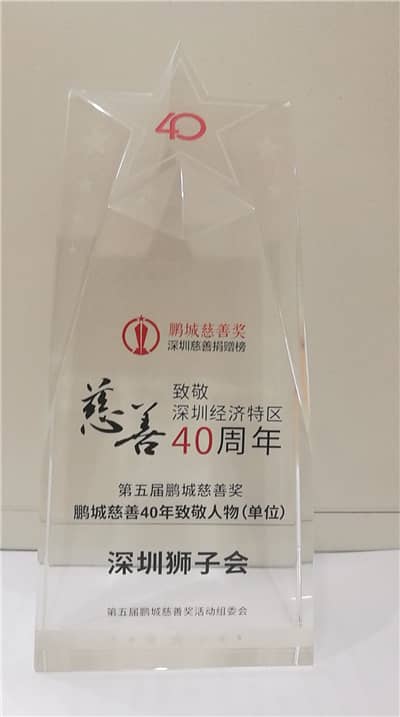 40
鹏城慈善奖
深圳慈善捐赠榜
慈善
致敬
深圳经济特区
40周年
第五届鹏城慈善奖
鹏城慈善40年致敬人物(单位)
深圳狮子会
第五届鹏城慈善奖活动组委会